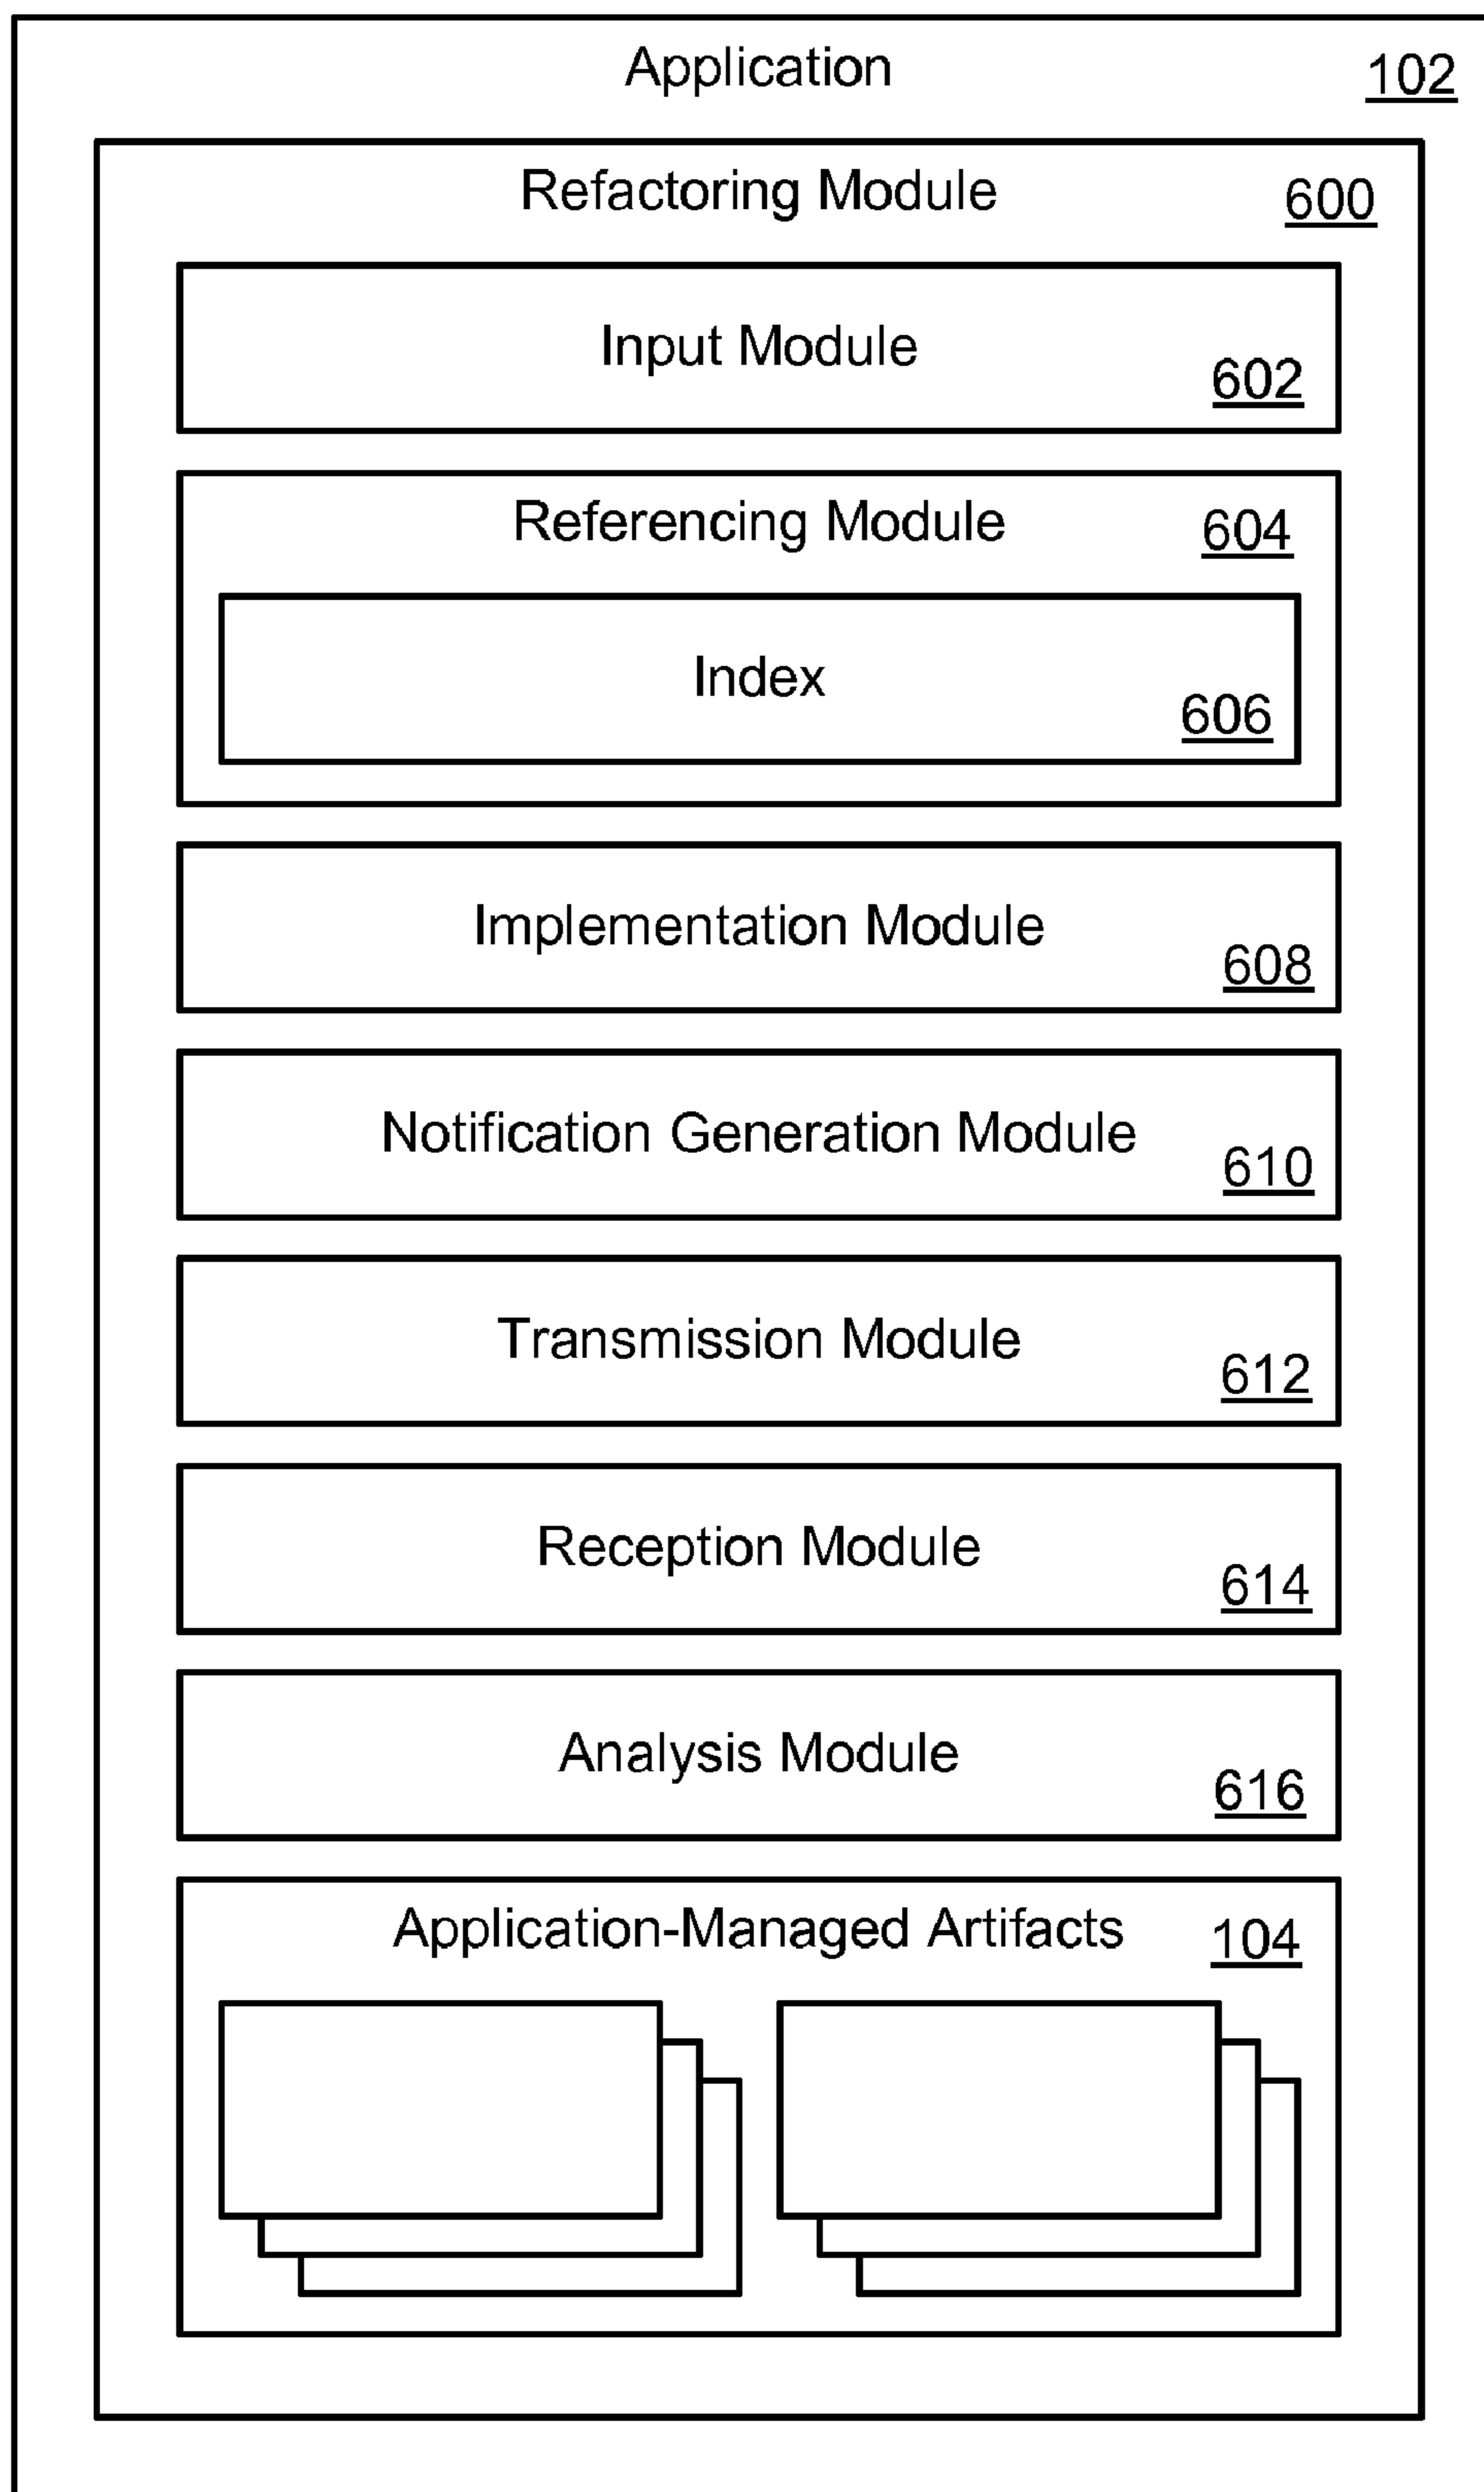 Application 102
Refactoring Module 600
Input Module 602
Referencing Module 604
Index 606
Implementation Module 608
Notification Generation Module 610
Transmission Module 612
Reception Module 614
Analysis Module 616
Application-Managed Artifacts 104